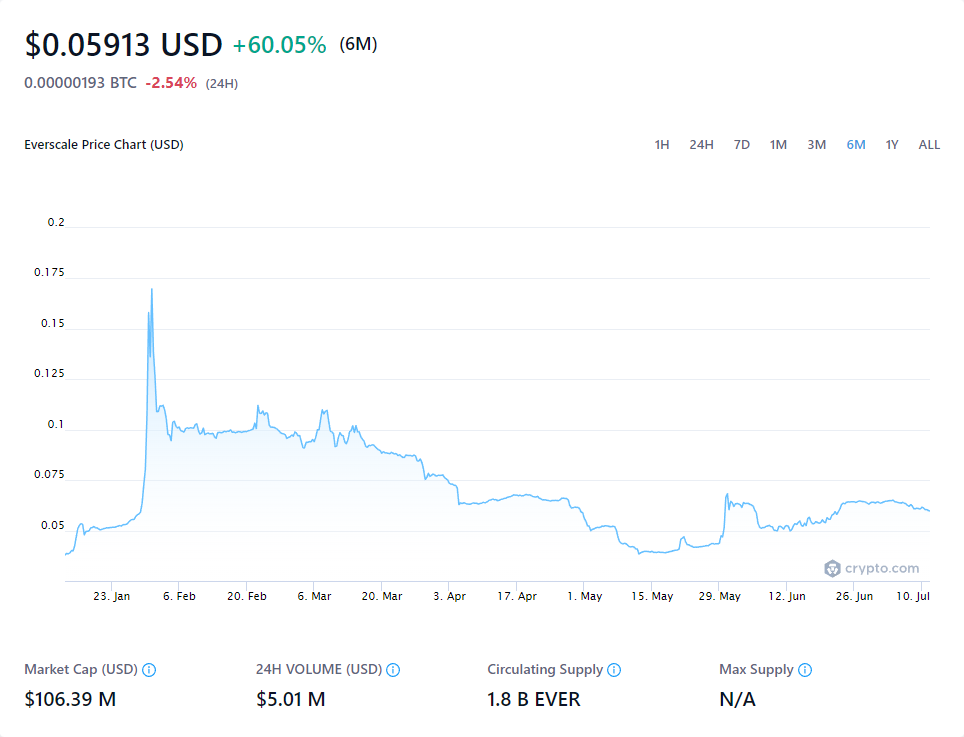 $0.05913 USD +60.05% (6M)
0.00000193 BTC -2.54% (24H)
Everscale Price Chart (USD) 1H 24H 7D 1M 3M 6M 1Y ALL
0.2
0.175
0.15
0.125
0.1
0.075
0.05
crypto.com
23. Jan 6. Feb 20. Feb 6. Mar 20. Mar 3. Apr 17. Apr 1. May 15. May 29. May 12. Jun 26. Jun 10. Jul
Market Cap (USD) 24H VOLUME (USD) Circulating Supply Max Supply
$106.39 M $5.01 M 1.8 B EVER N/A